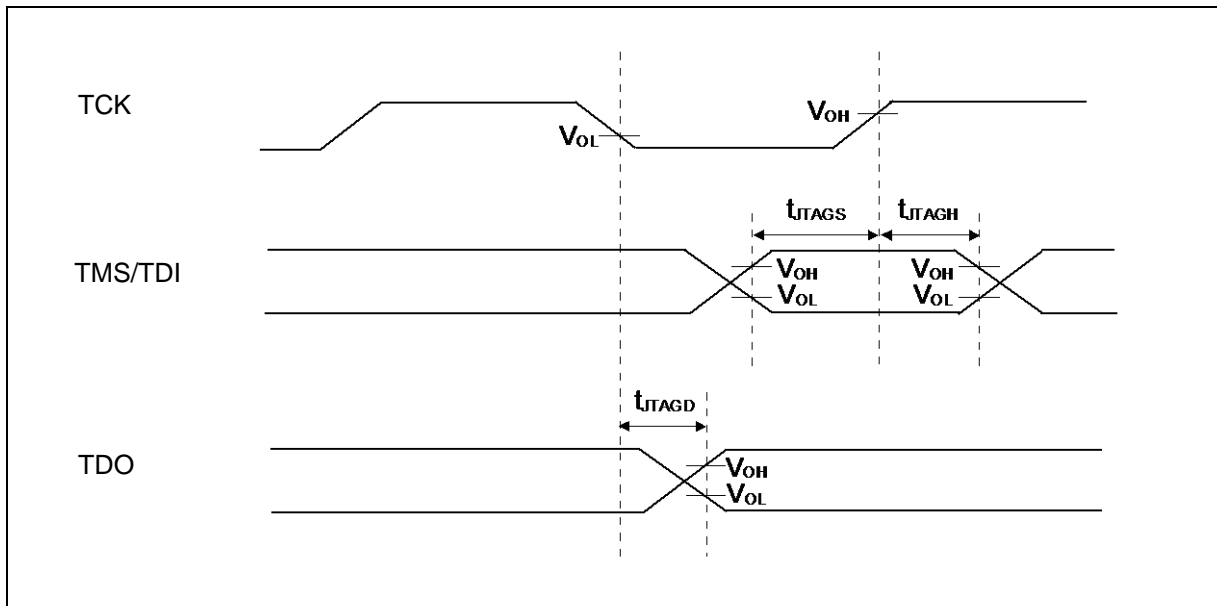 TCK
VOL
VOH
tJTAGS
tJTAGH
TMS/TDI
VOH
VOL
VOH
VOL
tJTAGD
TDO
VOH
VOL